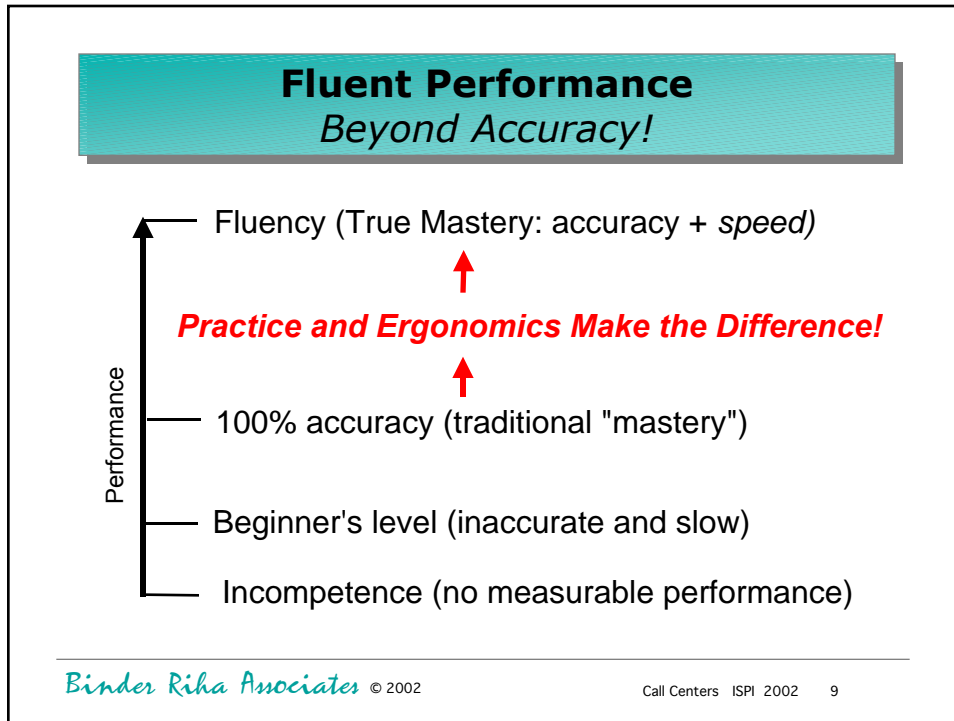 Fluent Performance
Beyond Accuracy!
Fluency (True Mastery: accuracy + speed)
Practice and Ergonomics Make the Difference!
Performance
100% accuracy (traditional "mastery")
Beginner's level (inaccurate and slow)
Incompetence (no measurable performance)
Binder Riha Associates © 2002
Call Centers ISPI 2002 9